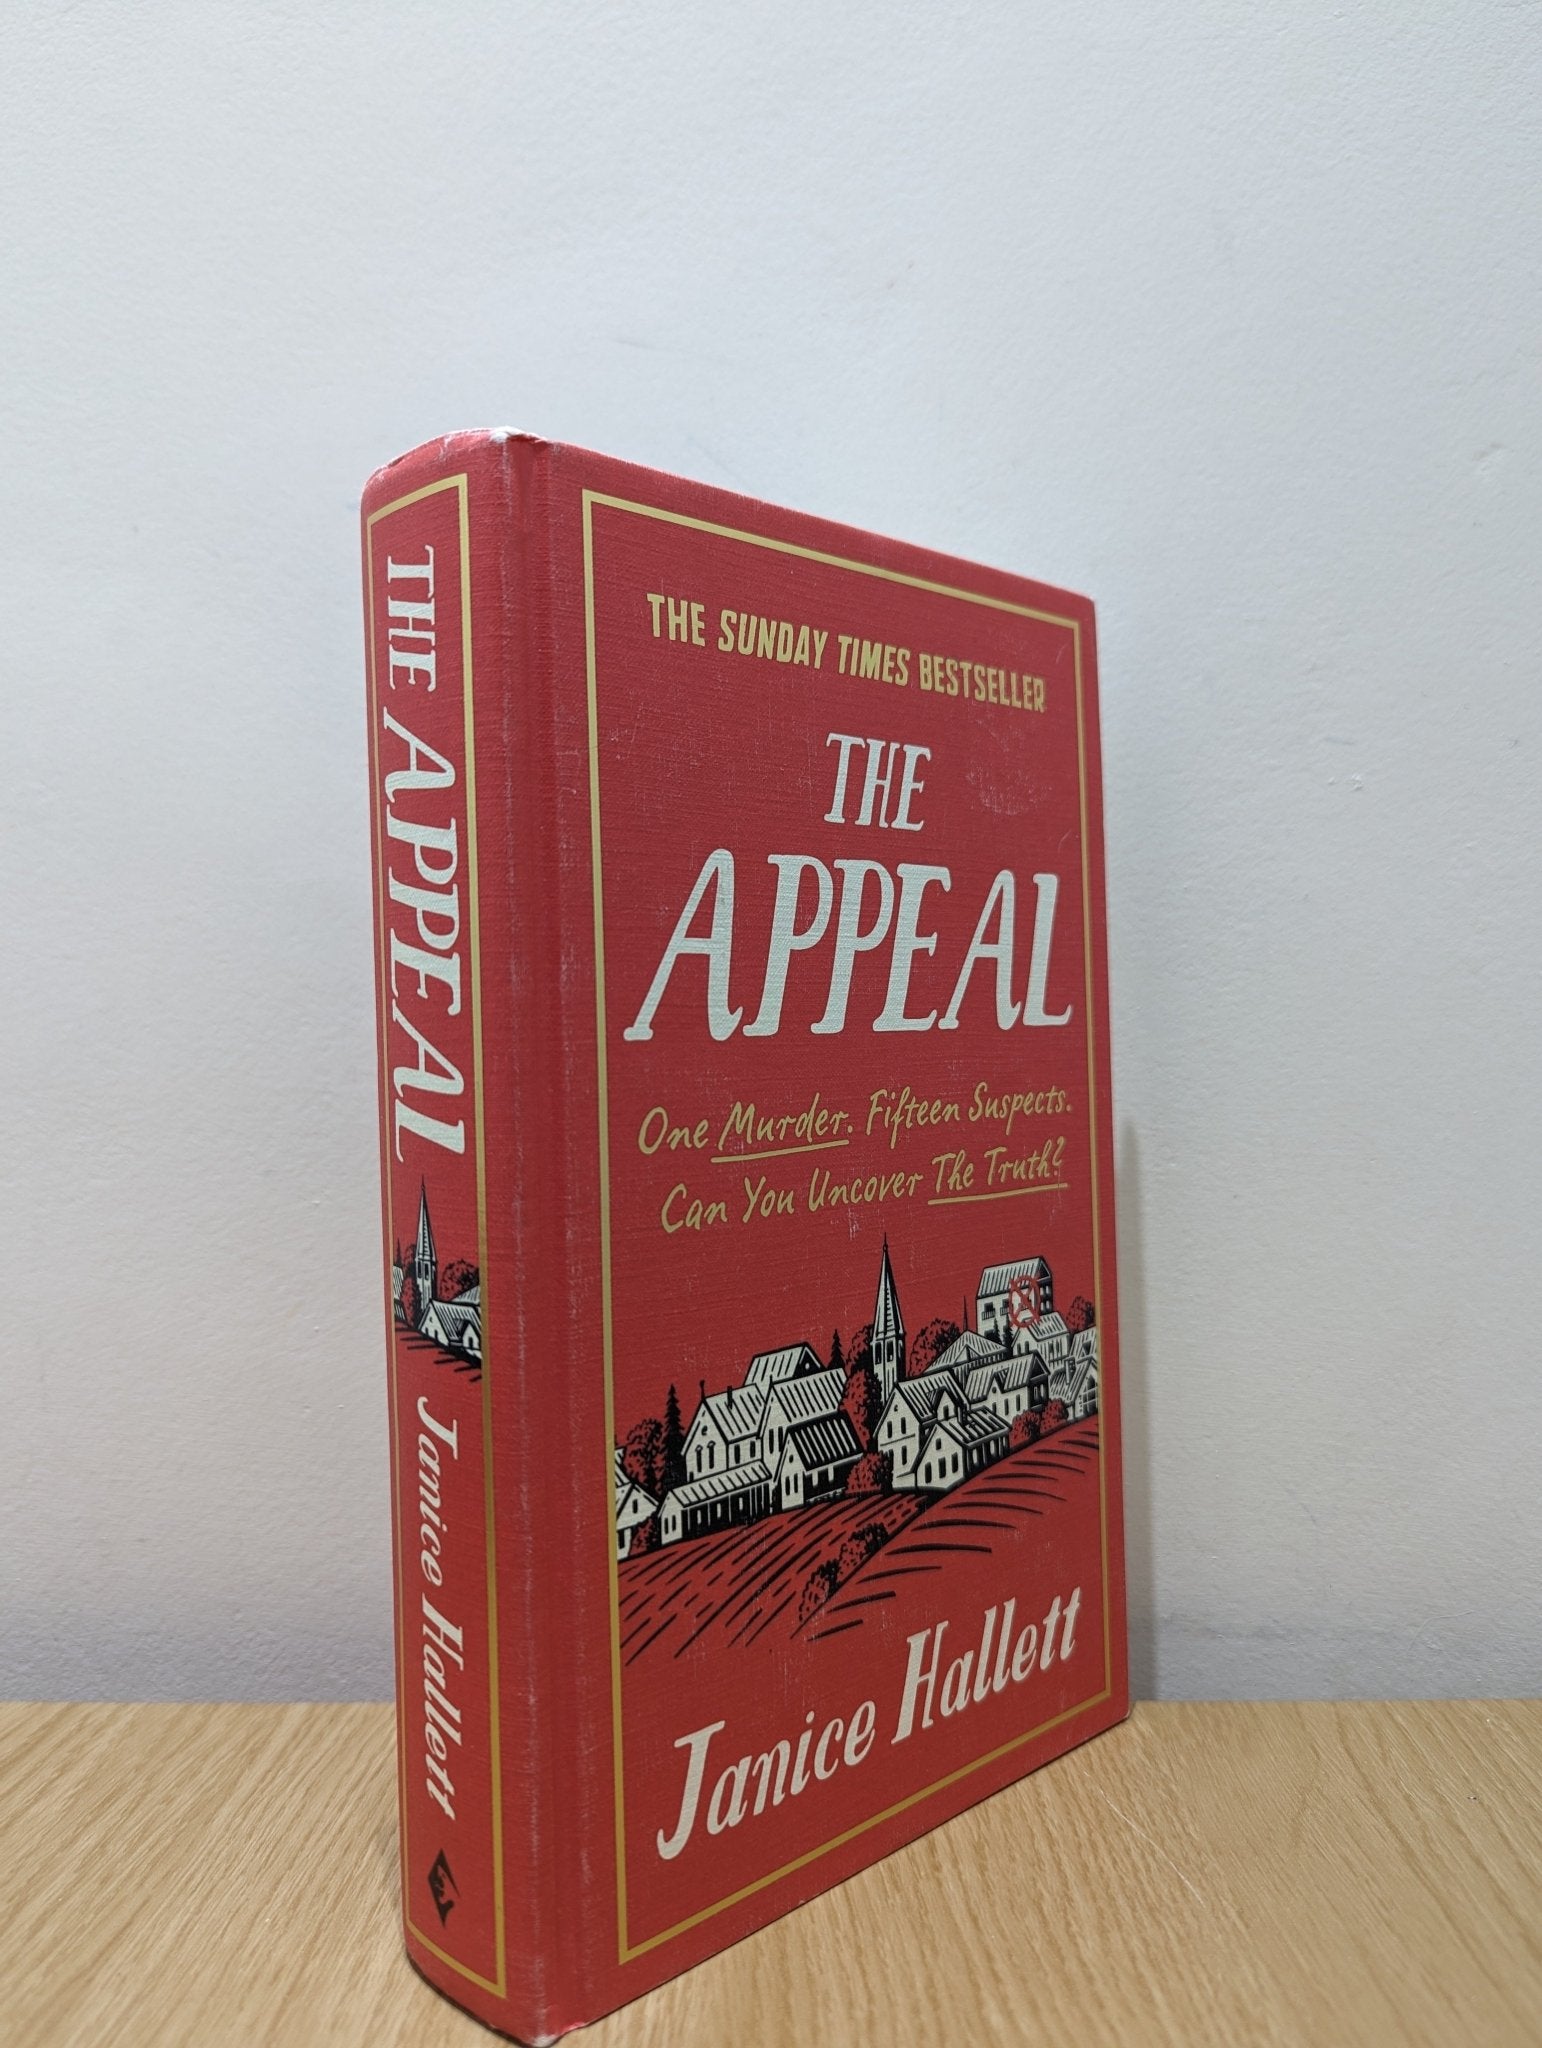 THE APPEAL Janice Hallett
THE SUNDAY TIMES BESTSELLER
THE
APPEAL
One Murder. Fifteen Suspects.
Can You Uncover The Truth?
Janice Hallett